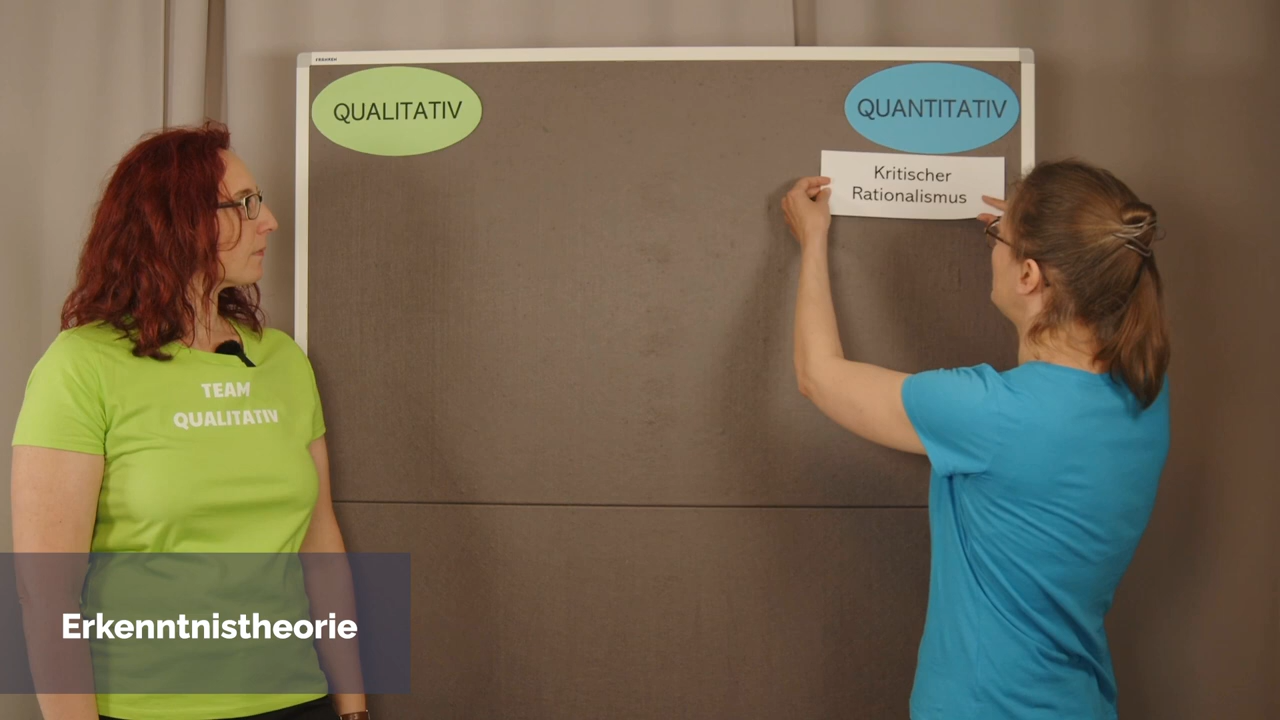 QUALITATIV
QUANTITATIV
Kritischer
Rationalismus
TEAM
QUALITATIV
Erkenntnistheorie